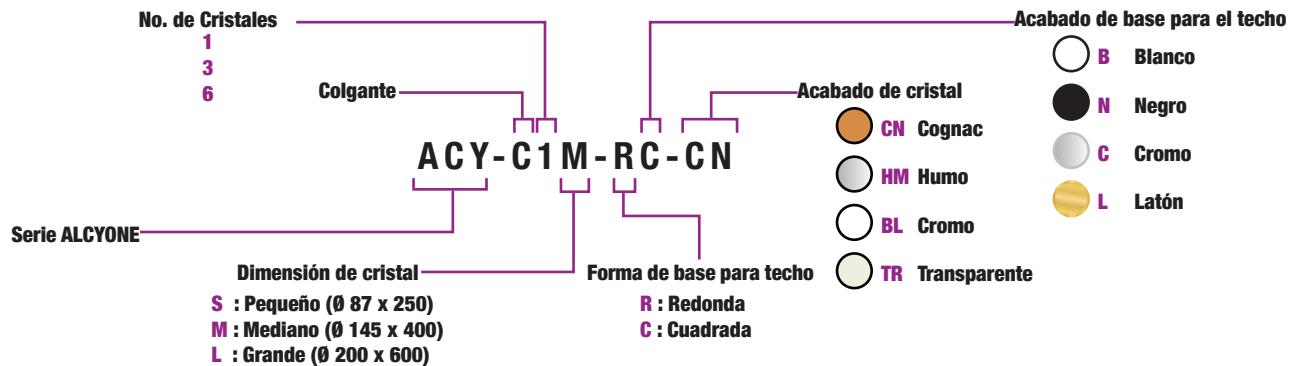 No. de Cristales
1
3
6
Colgante
Acabado de base para el techo
B Blanco
N Negro
C Cromo
L Latón
Acabado de cristal
CN Cognac
HM Humo
BL Cromo
TR Transparente
ACY-C1M-RC-CN
Serie ALCYONE
Dimensión de cristal
S : Pequeño (Ø 87 x 250)
M : Mediano (Ø 145 x 400)
L : Grande (Ø 200 x 600)
Forma de base para techo
R : Redonda
C : Cuadrada